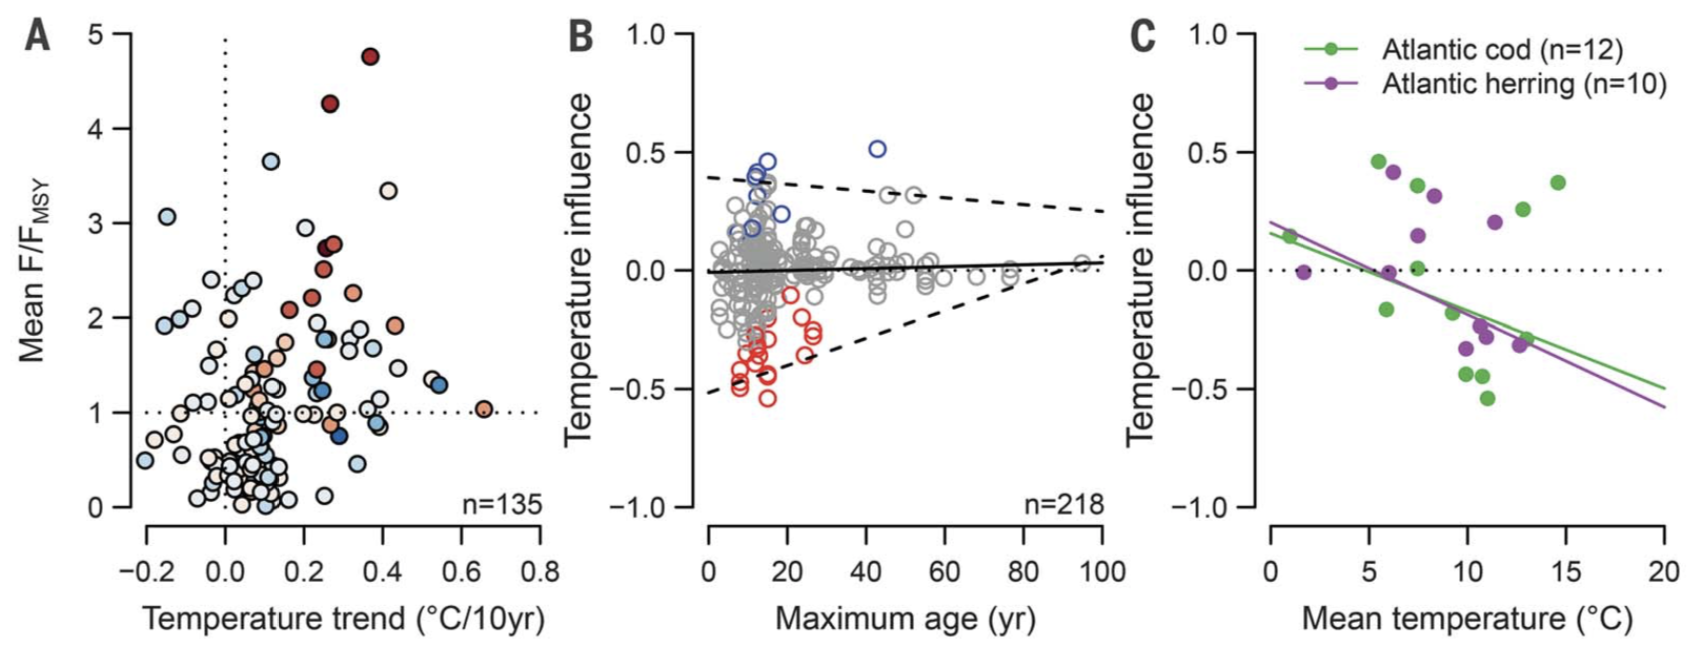 A
Mean F/FMSY
5
4
3
2
1
0
n=135
−0.2 0.0 0.2 0.4 0.6 0.8
Temperature trend (°C/10yr)
B
Temperature influence
1.0
0.5
0.0
−0.5
−1.0
n=218
0 20 40 60 80 100
Maximum age (yr)
C
Temperature influence
1.0
0.5
0.0
−0.5
−1.0
Atlantic cod (n=12)
Atlantic herring (n=10)
0 5 10 15 20
Mean temperature (°C)